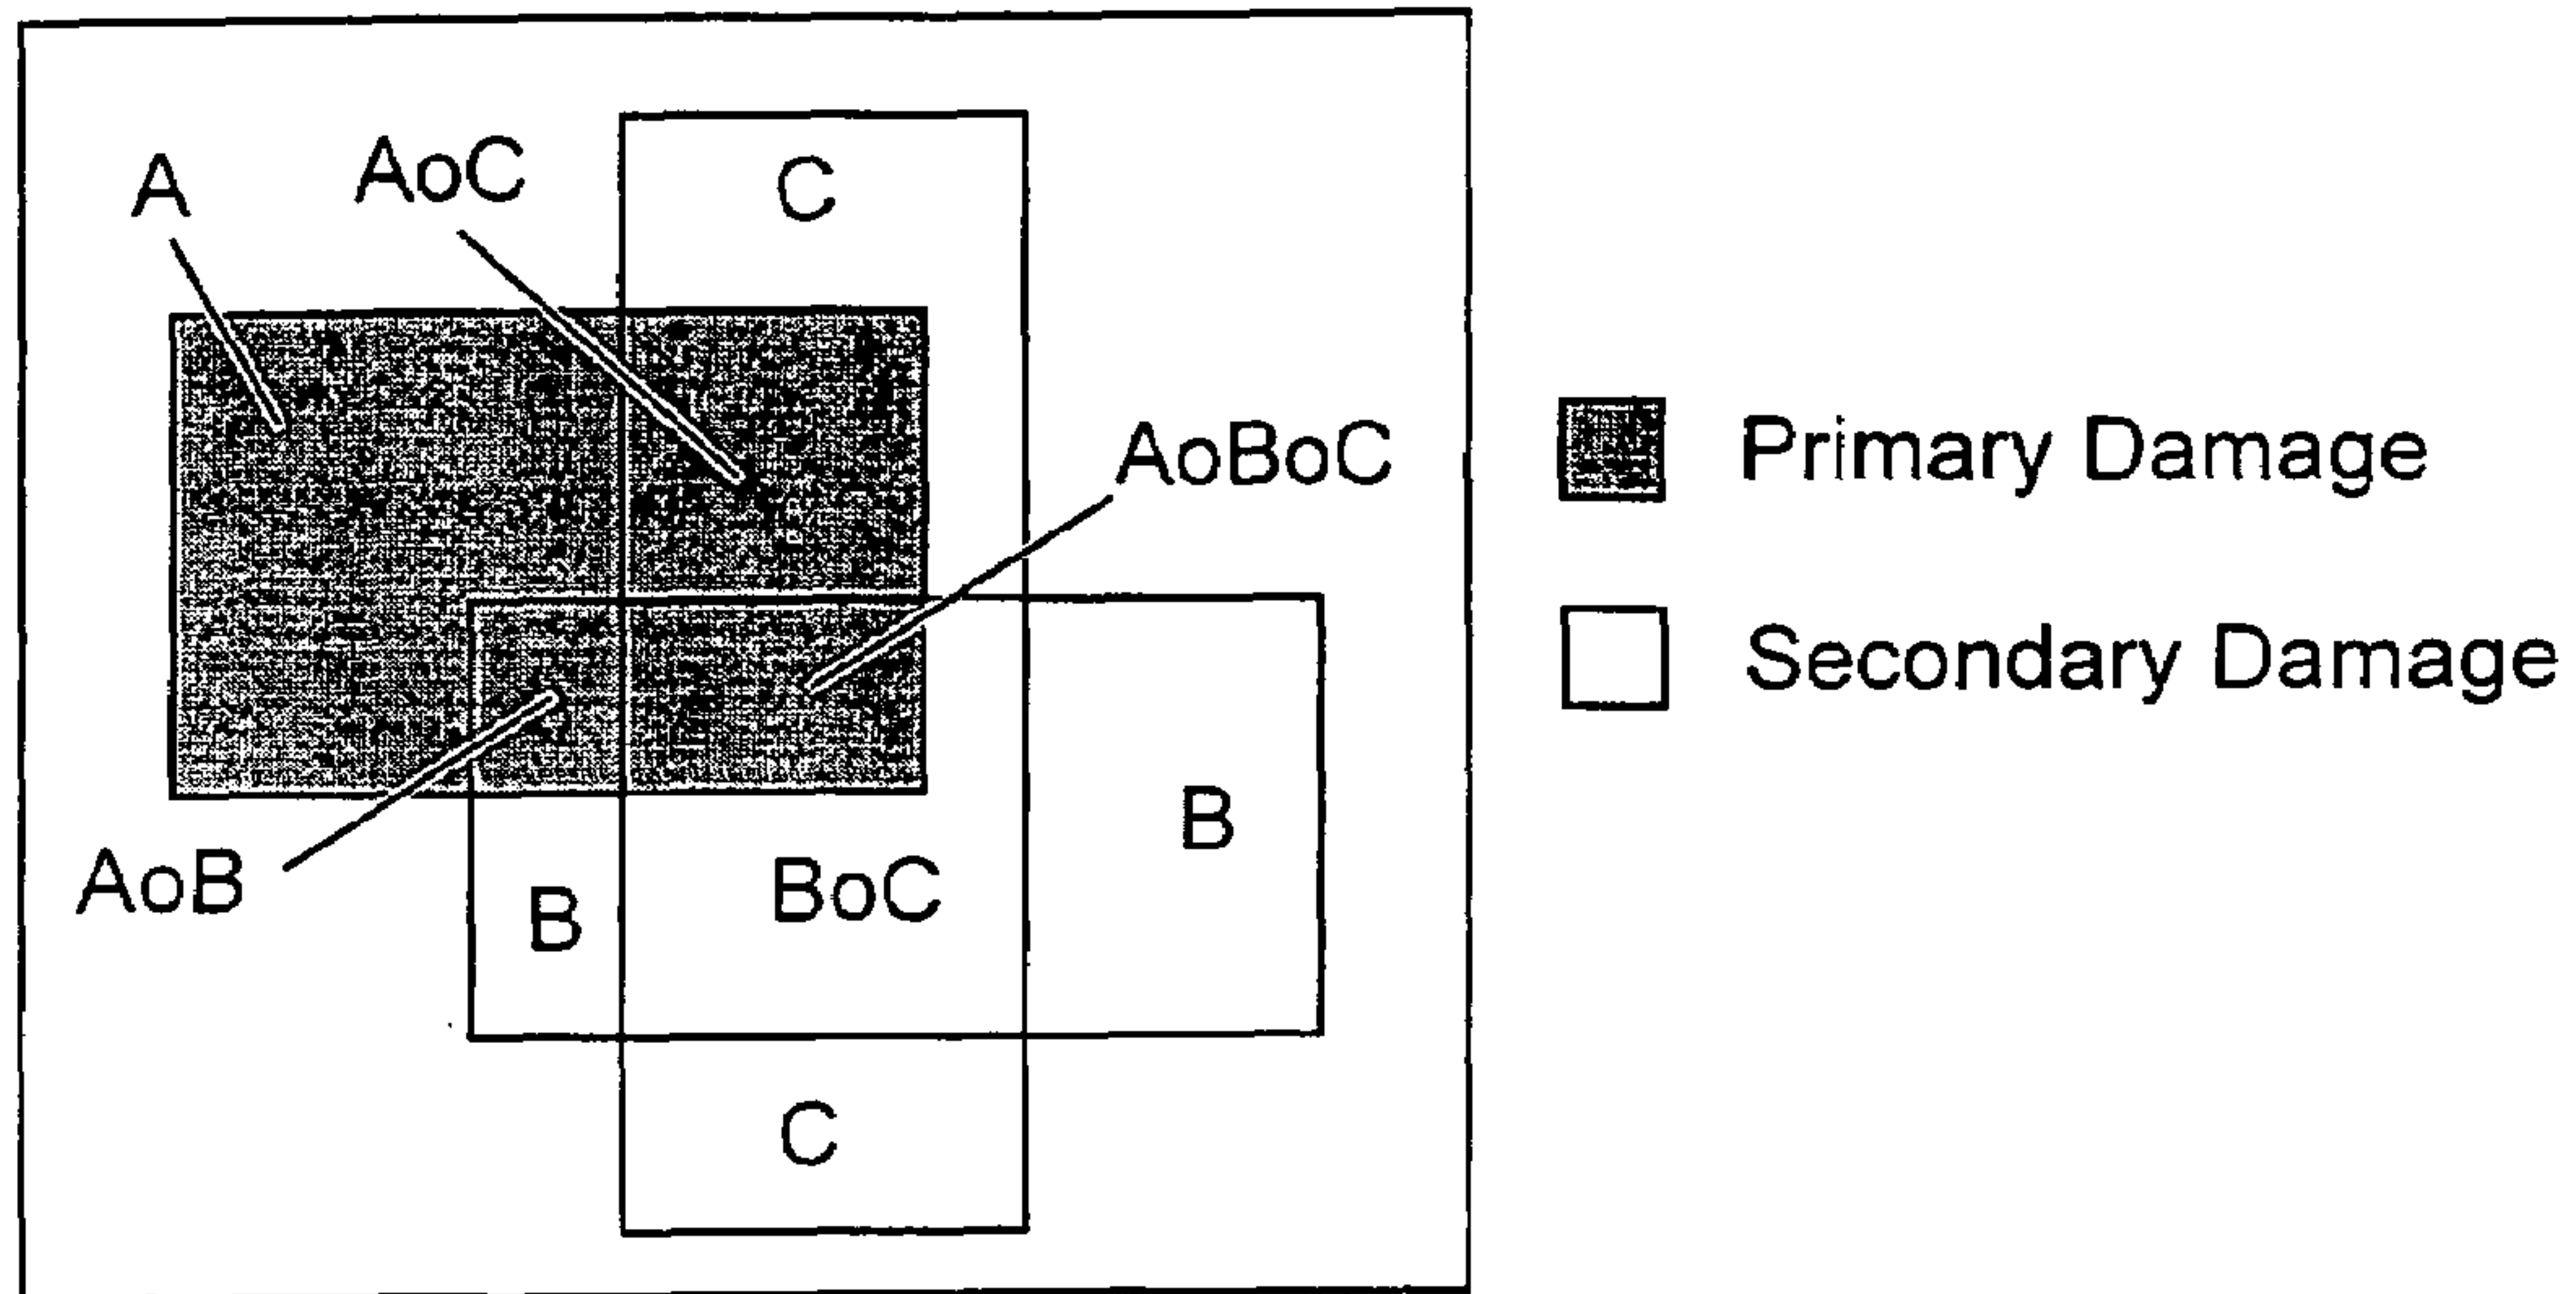 A
AoC
C
AoBoC
Primary Damage
Secondary Damage
B
AoB
B
BoC
C